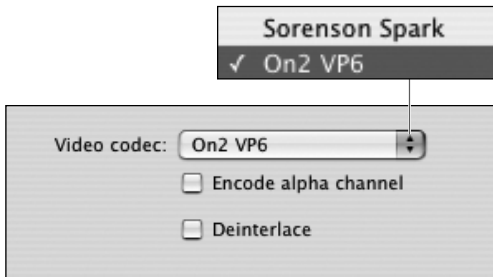 Sorenson Spark
✓ On2 VP6
Video codec: On2 VP6
Encode alpha channel
Deinterlace